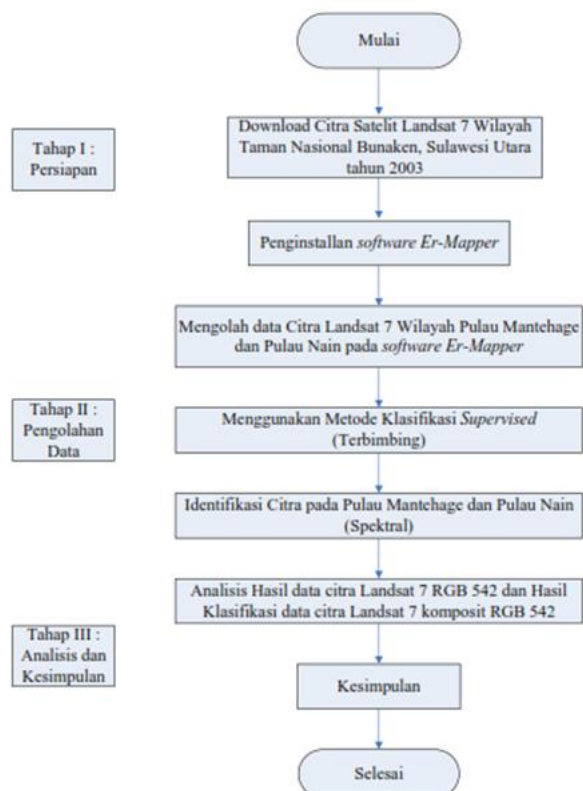 Mulai
Tahap I :
Persiapan
Download Citra Satelit Landsat 7 Wilayah
Taman Nasional Bunaken, Sulawesi Utara
tahun 2003
Penginstallan software Er-Mapper
Mengolah data Citra Landsat 7 Wilayah Pulau Mantehage
dan Pulau Nain pada software Er-Mapper
Tahap II :
Pengolahan
Data
Menggunakan Metode Klasifikasi Supervised
(Terbimbing)
Identifikasi Citra pada Pulau Mantehage dan Pulau Nain
(Spektral)
Analisis Hasil data citra Landsat 7 RGB 542 dan Hasil
Klasifikasi data citra Landsat 7 komposit RGB 542
Tahap III :
Analisis dan
Kesimpulan
Kesimpulan
Selesai